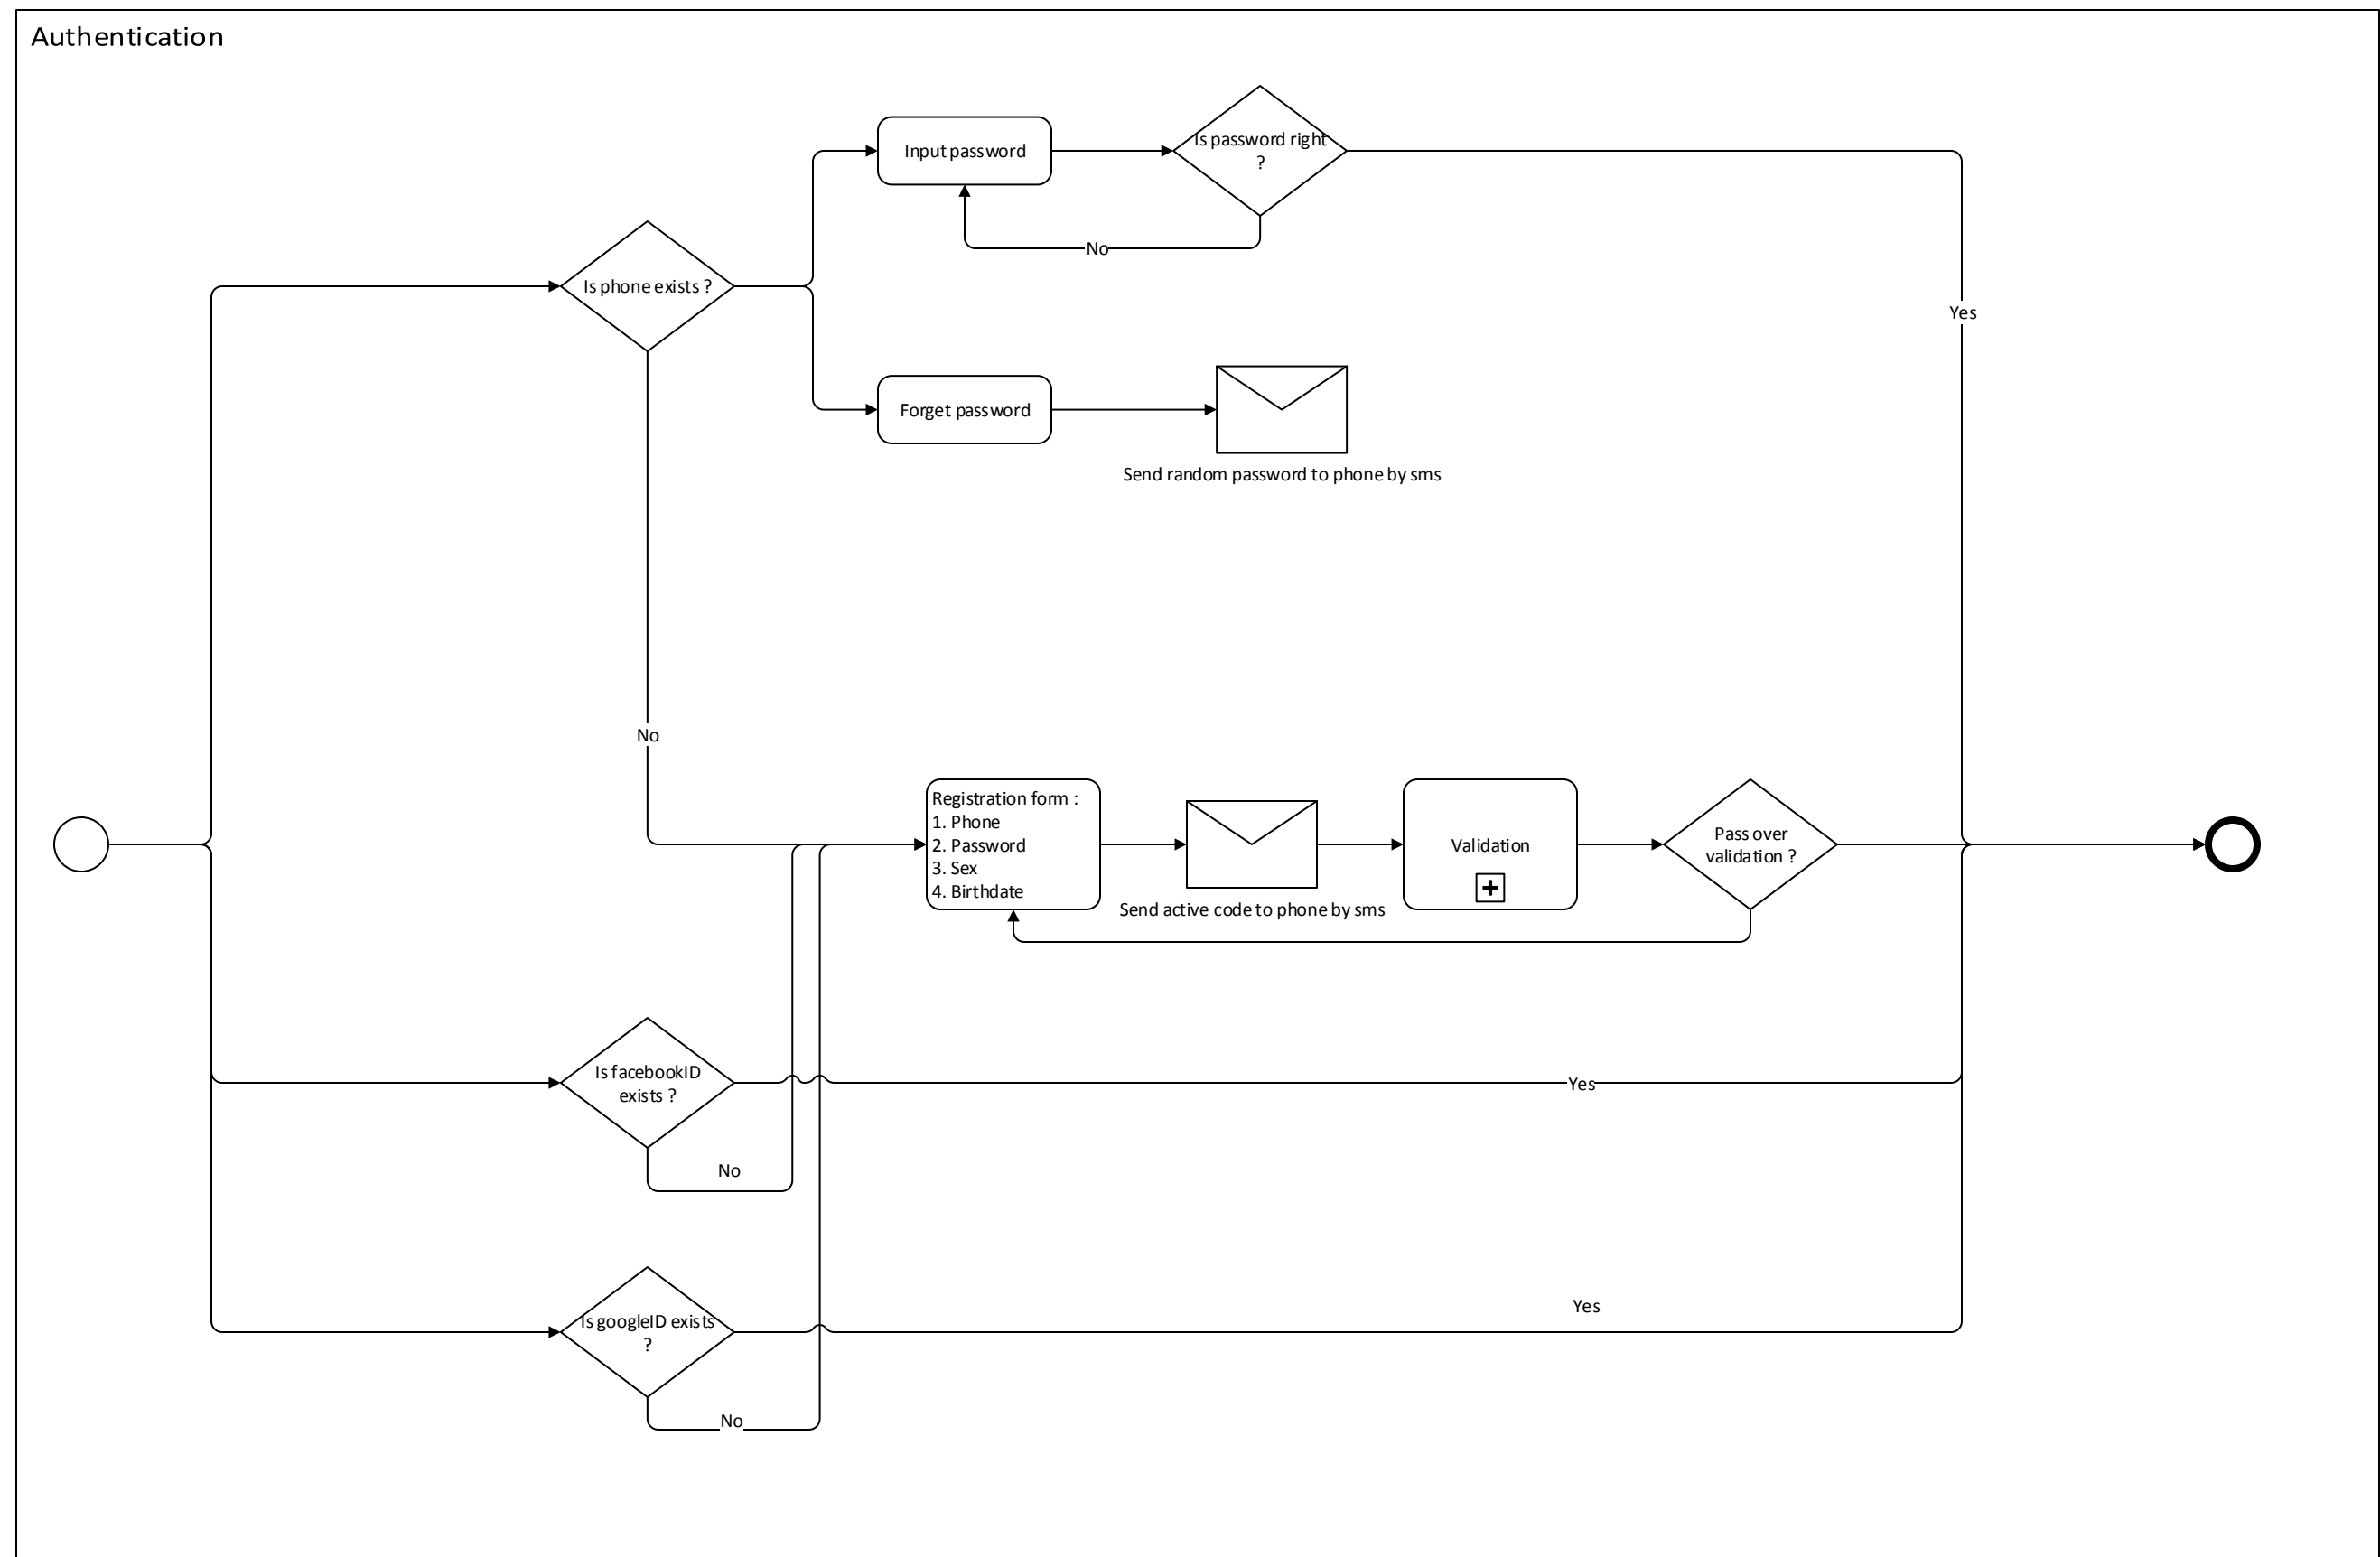 Authentication
Input password
Is password right
?
No
Is phone exists ?
Yes
Forget password
Send random password to phone by sms
No
Registration form :
1. Phone
2. Password
3. Sex
4. Birthdate
Send active code to phone by sms
Validation
Pass over
validation ?
Is facebookID
exists ?
Yes
No
Is googleID exists
?
Yes
No